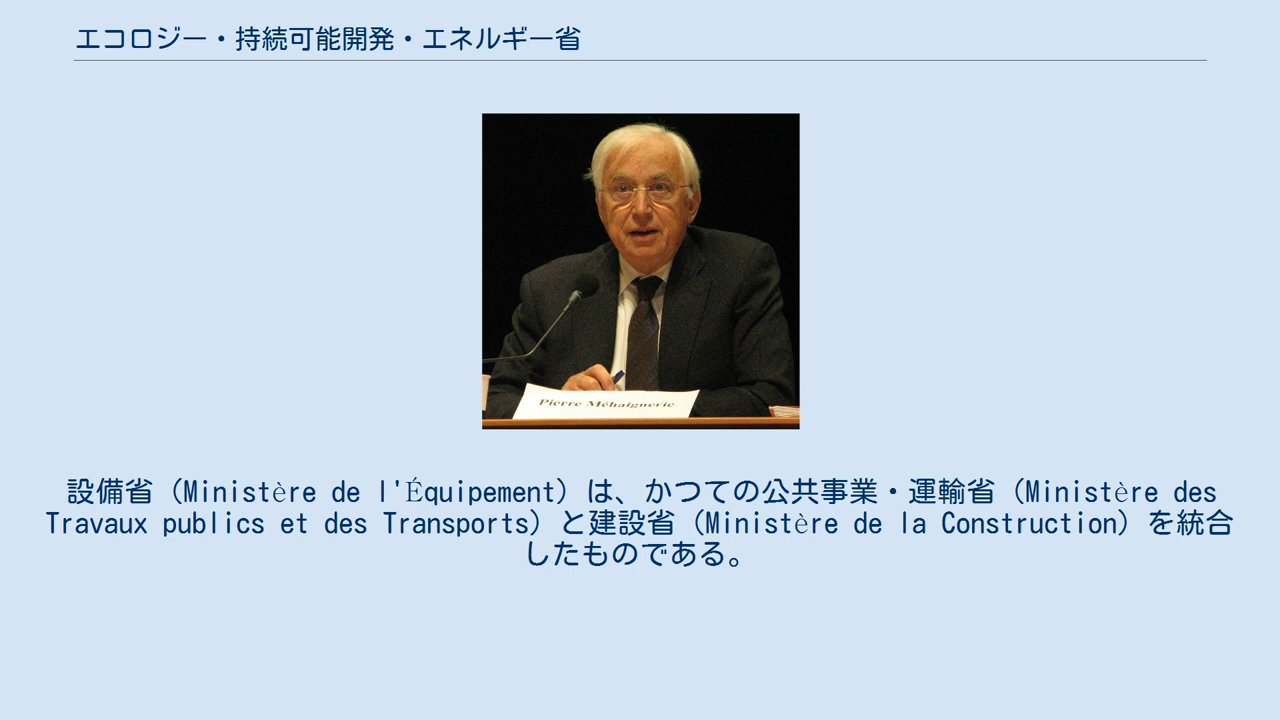 エコロジー・持続可能開発・エネルギー省
Pierre Méhaignerie
設備省（Ministère de l'Équipement）は、かつての公共事業・運輸省（Ministère des
Travaux publics et des Transports）と建設省（Ministère de la Construction）を統合
したものである。